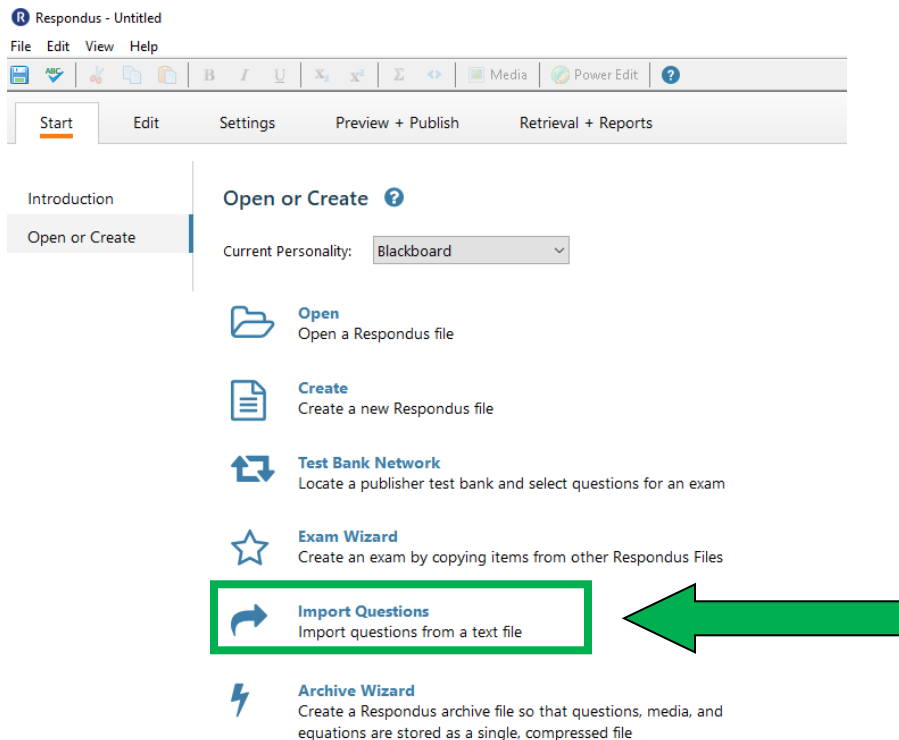 R Respondus - Untitled
File Edit View Help
ABC B I U X₂ X² Σ <> Media Power Edit ?
Start Edit Settings Preview + Publish Retrieval + Reports
Introduction
Open or Create
Open or Create ?
Current Personality: Blackboard
Open
Open a Respondus file
Create
Create a new Respondus file
Test Bank Network
Locate a publisher test bank and select questions for an exam
Exam Wizard
Create an exam by copying items from other Respondus Files
Import Questions
Import questions from a text file
Archive Wizard
Create a Respondus archive file so that questions, media, and
equations are stored as a single, compressed file